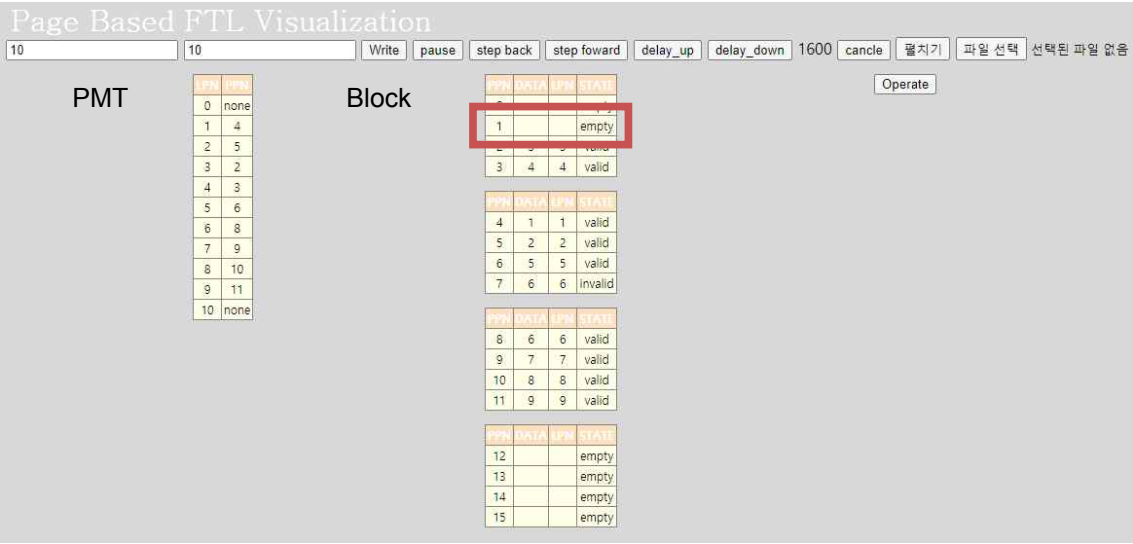 Page Based FTL Visualization
10 10 Write pause step back step foward delay_up delay_down 1600 cancle 펼치기 파일 선택 선택된 파일 없음
Operate
PMT
LPN PPN
0 none
1 4
2 5
3 2
4 3
5 6
6 8
7 9
8 10
9 11
10 none
Block
PPN DATA LPN STATE
1 empty
3 4 4 valid
PPN DATA LPN STATE
4 1 1 valid
5 2 2 valid
6 5 5 valid
7 6 6 invalid
PPN DATA LPN STATE
8 6 6 valid
9 7 7 valid
10 8 8 valid
11 9 9 valid
PPN DATA LPN STATE
12 empty
13 empty
14 empty
15 empty